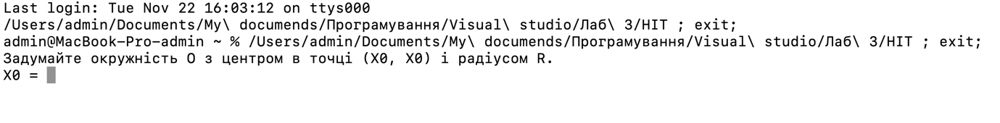 Last login: Tue Nov 22 16:03:12 on ttys000
/Users/admin/Documents/My\ documends/Програмування/Visual\ studio/Лаб\ 3/HIT ; exit;
admin@MacBook-Pro-admin ~ % /Users/admin/Documents/My\ documends/Програмування/Visual\ studio/Лаб\ 3/HIT ; exit;
Задумайте окружність O з центром в точці (X0, X0) і радіусом R.
X0 =